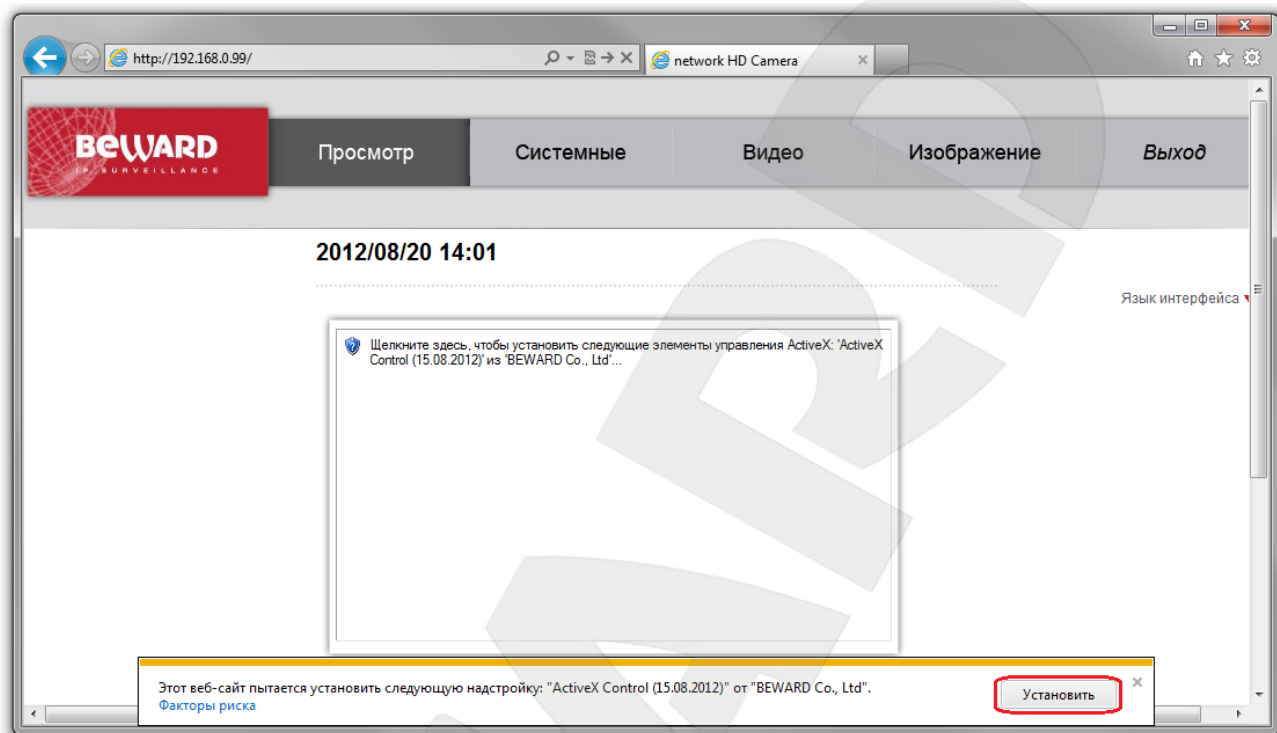 http://192.168.0.99/
network HD Camera
BEWARD
IP SURVEILLANCE
Просмотр
Системные
Видео
Изображение
Выход
2012/08/20 14:01
Язык интерфейса
Щелкните здесь, чтобы установить следующие элементы управления ActiveX: 'ActiveX
Control (15.08.2012)' из 'BEWARD Co., Ltd'...
Этот веб-сайт пытается установить следующую надстройку: "ActiveX Control (15.08.2012)" от "BEWARD Co., Ltd".
Факторы риска
Установить